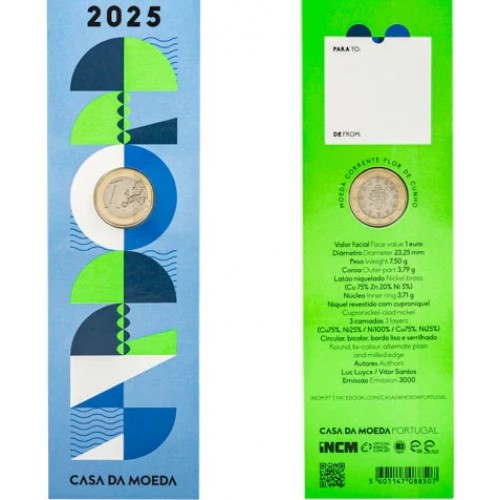 2025
1
EURO
CASA DA MOEDA
PARA TO:
DE FROM:
MOEDA CORRENTE FLOR DE CUNHO
Valor facial Face value 1 euro
Diâmetro Diameter 23,25 mm
Peso Weight 7,50 g
Coroa Outer-part 3,79 g
Latão niquelado Nickel brass
(Cu 75% Zn 20% Ni 5%)
Núcleo Inner ring 3,71 g
Níquel revestido com cuproníquel
Cupronickel-clad nickel
3 camadas 3 layers
(Cu75%, Ni25% / Ni100% / Cu75%, Ni25%)
Circular, bicolor, bordo liso e serrilhado
Round, bi-colour, alternate plain
and milled edge
Autores Authors
Luc Luycx / Vítor Santos
Emissão Emission 3000
INCM.PT | FACEBOOK.COM/CASADAMOEDAPORTUGAL
CASA DA MOEDA PORTUGAL
INCM
5 601147 088507